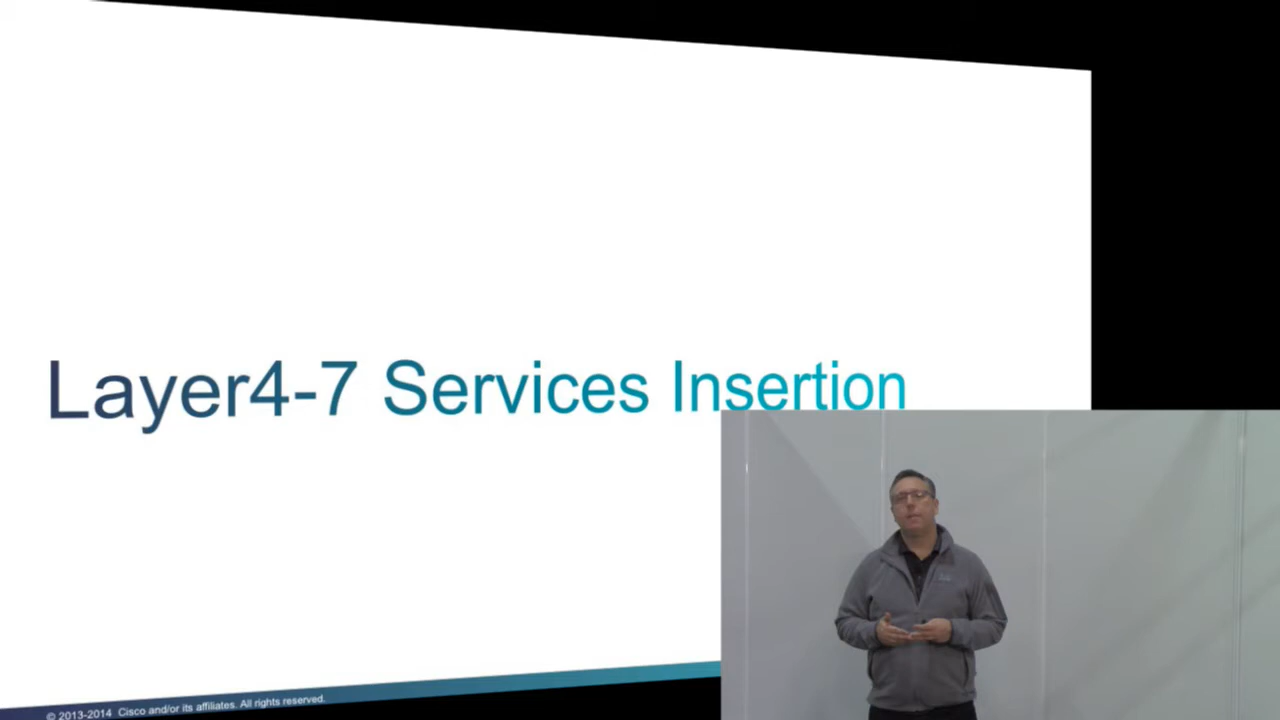 Layer4-7 Services Insertion
© 2013-2014 Cisco and/or its affiliates. All rights reserved.